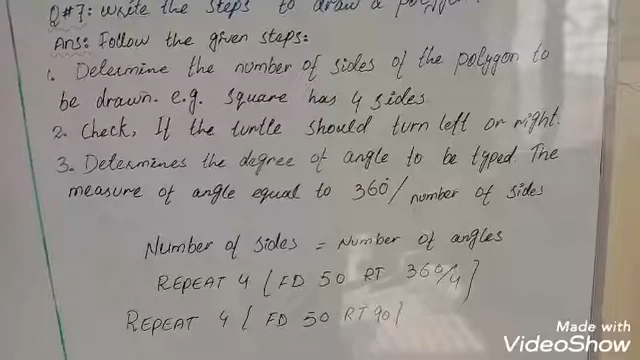 Q#7: write the steps to draw a polygon
Ans: Follow the given steps:
1. Determine the number of sides of the polygon to
be drawn. e.g. square has 4 sides
2. Check, If the turtle should turn left or right.
3. Determines the degree of angle to be typed. The
measure of angle equal to 360°/number of sides
Number of sides = Number of angles
REPEAT 4 [ FD 50 RT 360/4 ]
REPEAT 4 [ FD 50 RT 90]
Made with
VideoShow